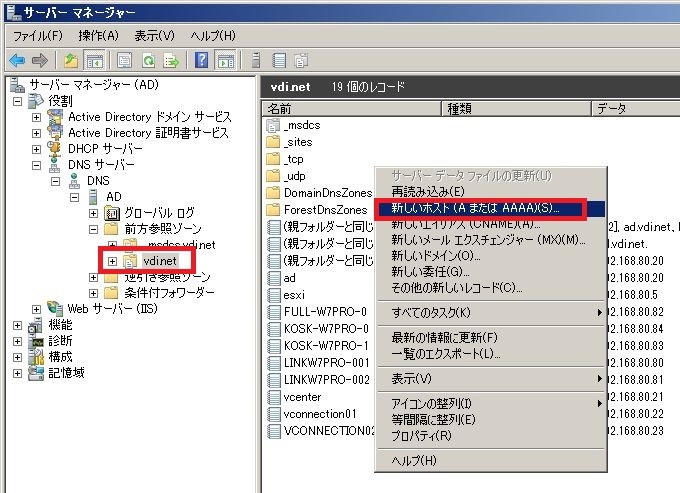 サーバー マネージャー
ファイル(F) 操作(A) 表示(V) ヘルプ(H)
サーバー マネージャー (AD)
役割
Active Directory ドメイン サービス
Active Directory 証明書サービス
DHCP サーバー
DNS サーバー
DNS
AD
グローバル ログ
前方参照ゾーン
_msdcs.vdi.net
vdi.net
逆引き参照ゾーン
条件付フォワーダー
Web サーバー (IIS)
機能
診断
構成
記憶域
vdi.net 19 個のレコード
名前 種類 データ
_msdcs
_sites
_tcp
_udp
DomainDnsZones
ForestDnsZones
(親フォルダーと同じ 2], ad.vdi.net.
(親フォルダーと同じ i.net.
(親フォルダーと同じ 2.168.80.20
ad 2.168.80.20
esxi 2.168.80.5
FULL-W7PRO-0
KOSK-W7PRO-0
KOSK-W7PRO-1
LINKW7PRO-001 2.168.80.80
LINKW7PRO-002 2.168.80.81
vcenter 2.168.80.21
vconnection01 2.168.80.22
VCONNECTION02 2.168.80.23
サーバー データ ファイルの更新(U)
再読み込み(E)
新しいホスト (A または AAAA)(S)...
新しいエイリアス (CNAME)(A)...
新しいメール エクスチェンジャー (MX)(M)...
新しいドメイン(O)...
新しい委任(G)...
その他の新しいレコード(C)...
すべてのタスク(K)
最新の情報に更新(F)
一覧のエクスポート(L)...
表示(V)
アイコンの整列(I)
等間隔に整列(E)
プロパティ(R)
ヘルプ(H)